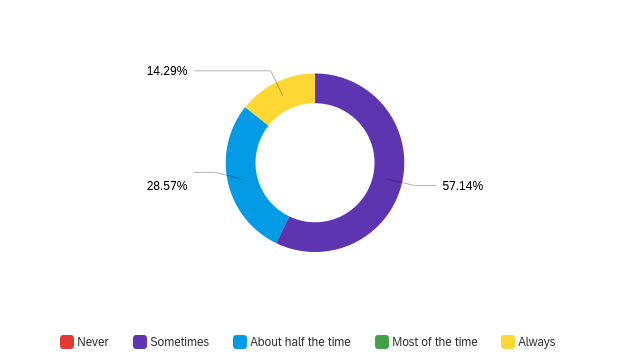 14.29%
28.57%
57.14%
Never Sometimes About half the time Most of the time Always